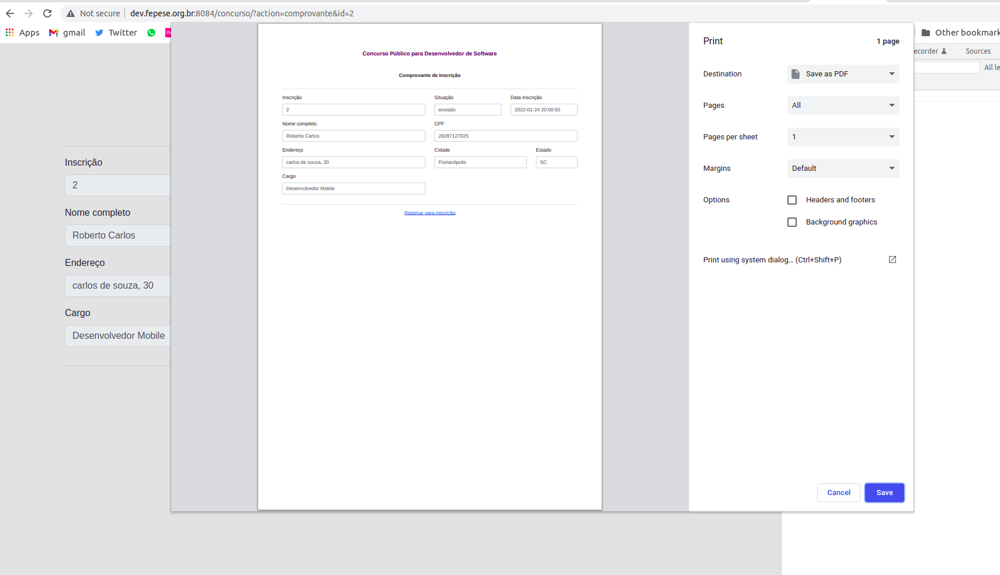 Not secure
dev.fepese.org.br:8084/concurso/?action=comprovante&id=2
Apps
gmail
Twitter
Other bookmark
ecorder
Sources
All le
Inscrição
2
Nome completo
Roberto Carlos
Endereço
carlos de souza, 30
Cargo
Desenvolvedor Mobile
Concurso Público para Desenvolvedor de Software
Comprovante de Inscrição
Inscrição
Situação
Data Inscrição
2
enviado
2022-01-24 20:00:50
Nome completo
CPF
Roberto Carlos
28287127025
Endereço
Cidade
Estado
carlos de souza, 30
Florianópolis
SC
Cargo
Desenvolvedor Mobile
Retornar para inscrição
Print
1 page
Destination
Save as PDF
Pages
All
Pages per sheet
1
Margins
Default
Options
Headers and footers
Background graphics
Print using system dialog... (Ctrl+Shift+P)
Cancel
Save